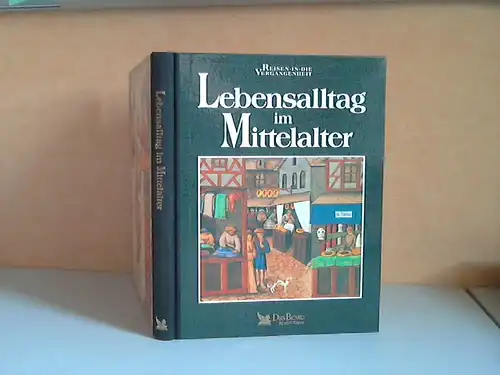 Lebensalltag im Mittelalter
REISEN·IN·DIE
VERGANGENHEIT
Lebensalltag
im
Mittelalter
DAS BESTE